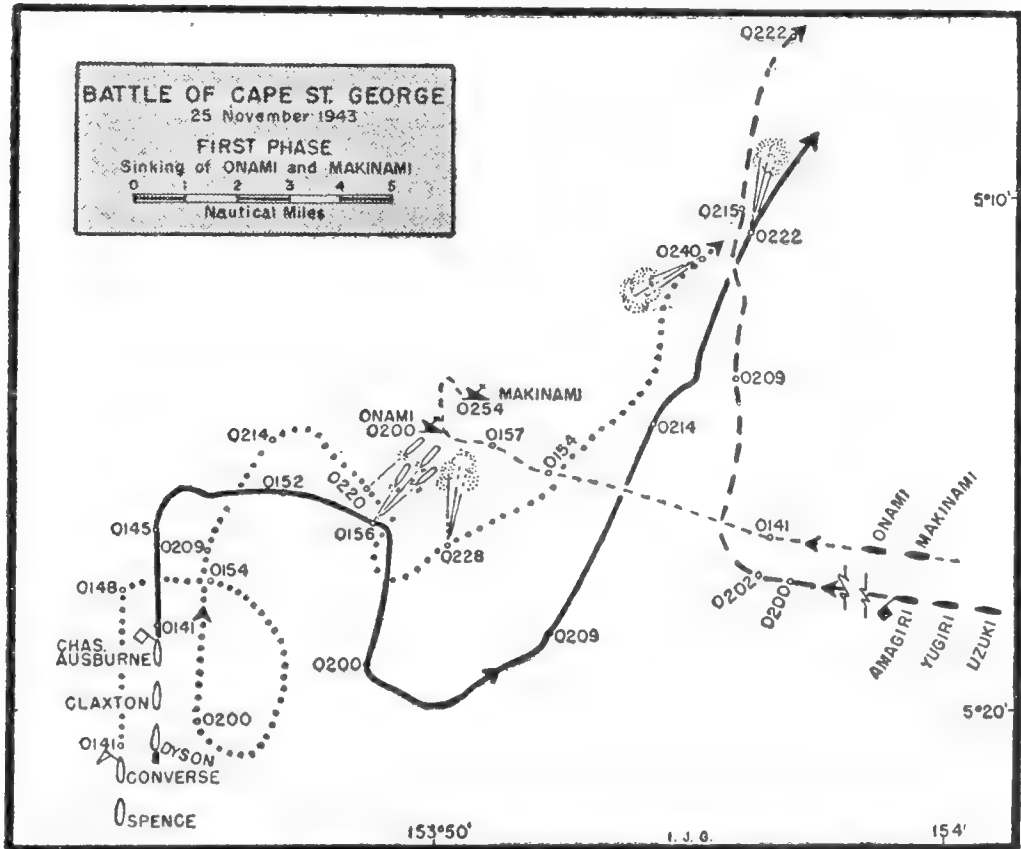 BATTLE OF CAPE ST. GEORGE
25 November 1943
FIRST PHASE
Sinking of ONAMI and MAKINAMI
0 1 2 3 4 5
Nautical Miles
0222
5°10'
0215
0222
0240
0209
MAKINAMI
0254
ONAMI
0200
0157
0214
0154
0214
0220
0152
0156
0145
0209
0228
0141
ONAMI
MAKINAMI
0148
0154
0202
0200
0141
CHAS.
AUSBURNE
0200
0209
AMAGIRI
YUGIRI
UZUKI
CLAXTON
0200
5°20'
0141
DYSON
CONVERSE
SPENCE
153°50'
I. J. G.
154'